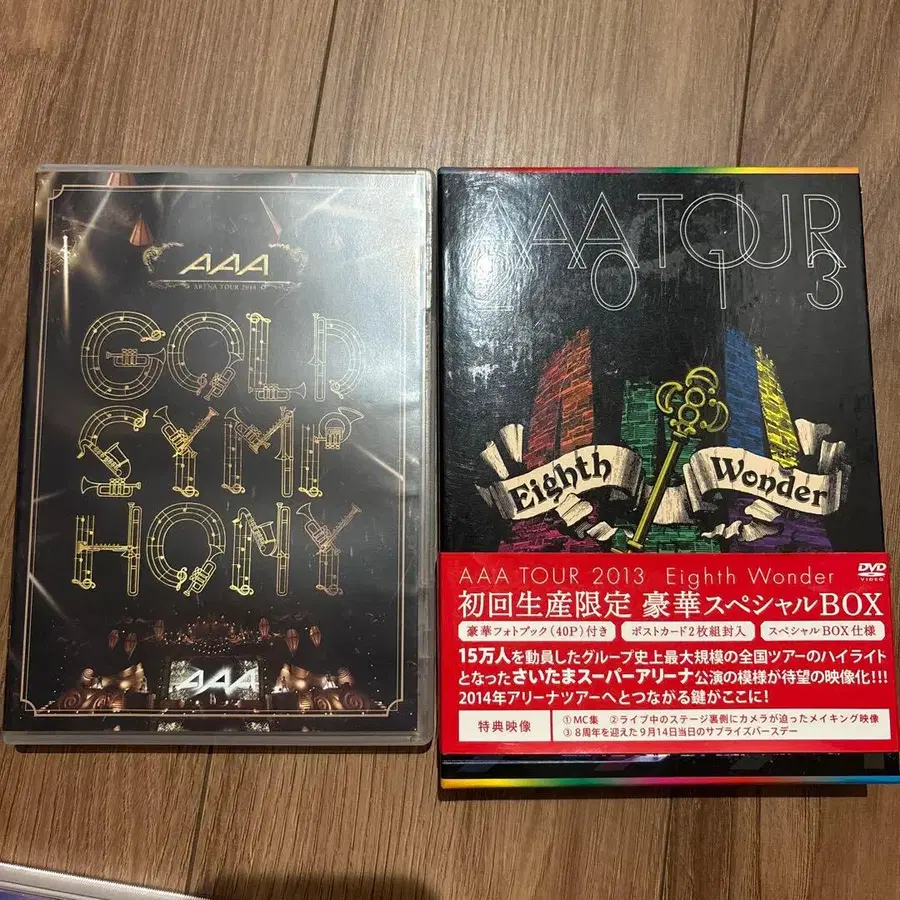 AAA
ARENA TOUR 2014
GOLD
SYMP
HONY
AAA
AAA TOUR
2013
Eighth Wonder
AAA TOUR 2013 Eighth Wonder
DVD
VIDEO
初回生産限定 豪華スペシャルBOX
豪華フォトブック(40P)付き
ポストカード2枚組封入
スペシャルBOX仕様
15万人を動員したグループ史上最大規模の全国ツアーのハイライト
となったさいたまスーパーアリーナ公演の模様が待望の映像化!!!
2014年アリーナツアーへとつながる鍵がここに!
特典映像
①MC集 ②ライブ中のステージ裏側にカメラが迫ったメイキング映像
③8周年を迎えた9月14日当日のサプライズバースデー